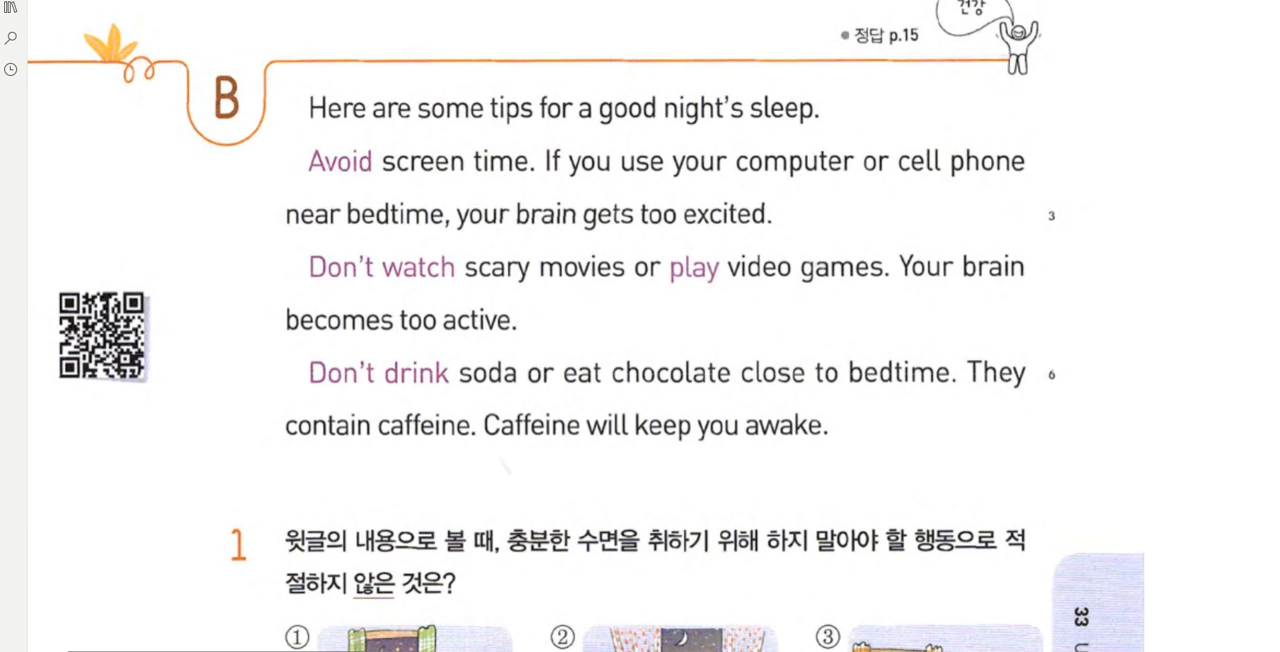 건강
정답 p.15
B
Here are some tips for a good night's sleep.
Avoid screen time. If you use your computer or cell phone
near bedtime, your brain gets too excited.
3
Don't watch scary movies or play video games. Your brain
becomes too active.
Don't drink soda or eat chocolate close to bedtime. They
6
contain caffeine. Caffeine will keep you awake.
1
윗글의 내용으로 볼 때, 충분한 수면을 취하기 위해 하지 말아야 할 행동으로 적
절하지 않은 것은?
① ② ③
33